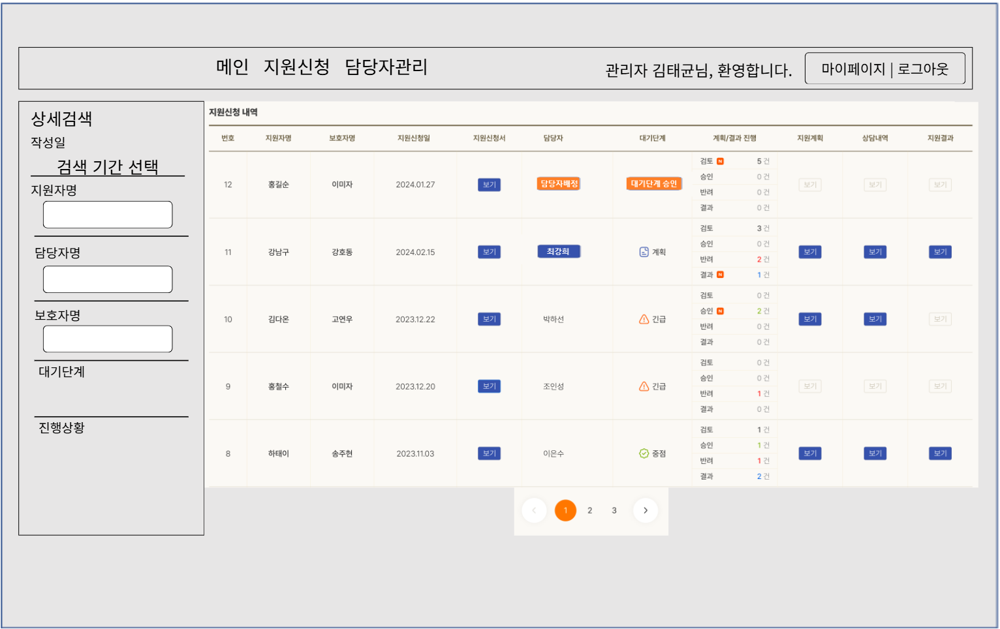 메인 지원신청 담당자관리 관리자 김태균님, 환영합니다. 마이페이지 | 로그아웃
상세검색
작성일
검색 기간 선택
지원자명
담당자명
보호자명
대기단계
진행상황
지원신청 내역
번호 지원자명 보호자명 지원신청일 지원신청서 담당자 대기단계 계획/결과 진행 지원계획 상담내역 지원결과
12 홍길순 이미자 2024.01.27 보기 담당자배정 대기단계 승인 보기 보기 보기
검토 N 5 건
승인 0 건
반려 0 건
결과 0 건
11 강남구 강호동 2024.02.15 보기 최강희 계획 보기 보기 보기
검토 3 건
승인 0 건
반려 2 건
결과 N 1 건
10 김다온 고연우 2023.12.22 보기 박하선 긴급 보기 보기 보기
검토 0 건
승인 N 2 건
반려 0 건
결과 0 건
9 홍철수 이미자 2023.12.20 보기 조인성 긴급 보기 보기 보기
검토 0 건
승인 0 건
반려 1 건
결과 0 건
8 하태이 송주현 2023.11.03 보기 이은수 중점 보기 보기 보기
검토 1 건
승인 1 건
반려 1 건
결과 2 건
< 1 2 3 >